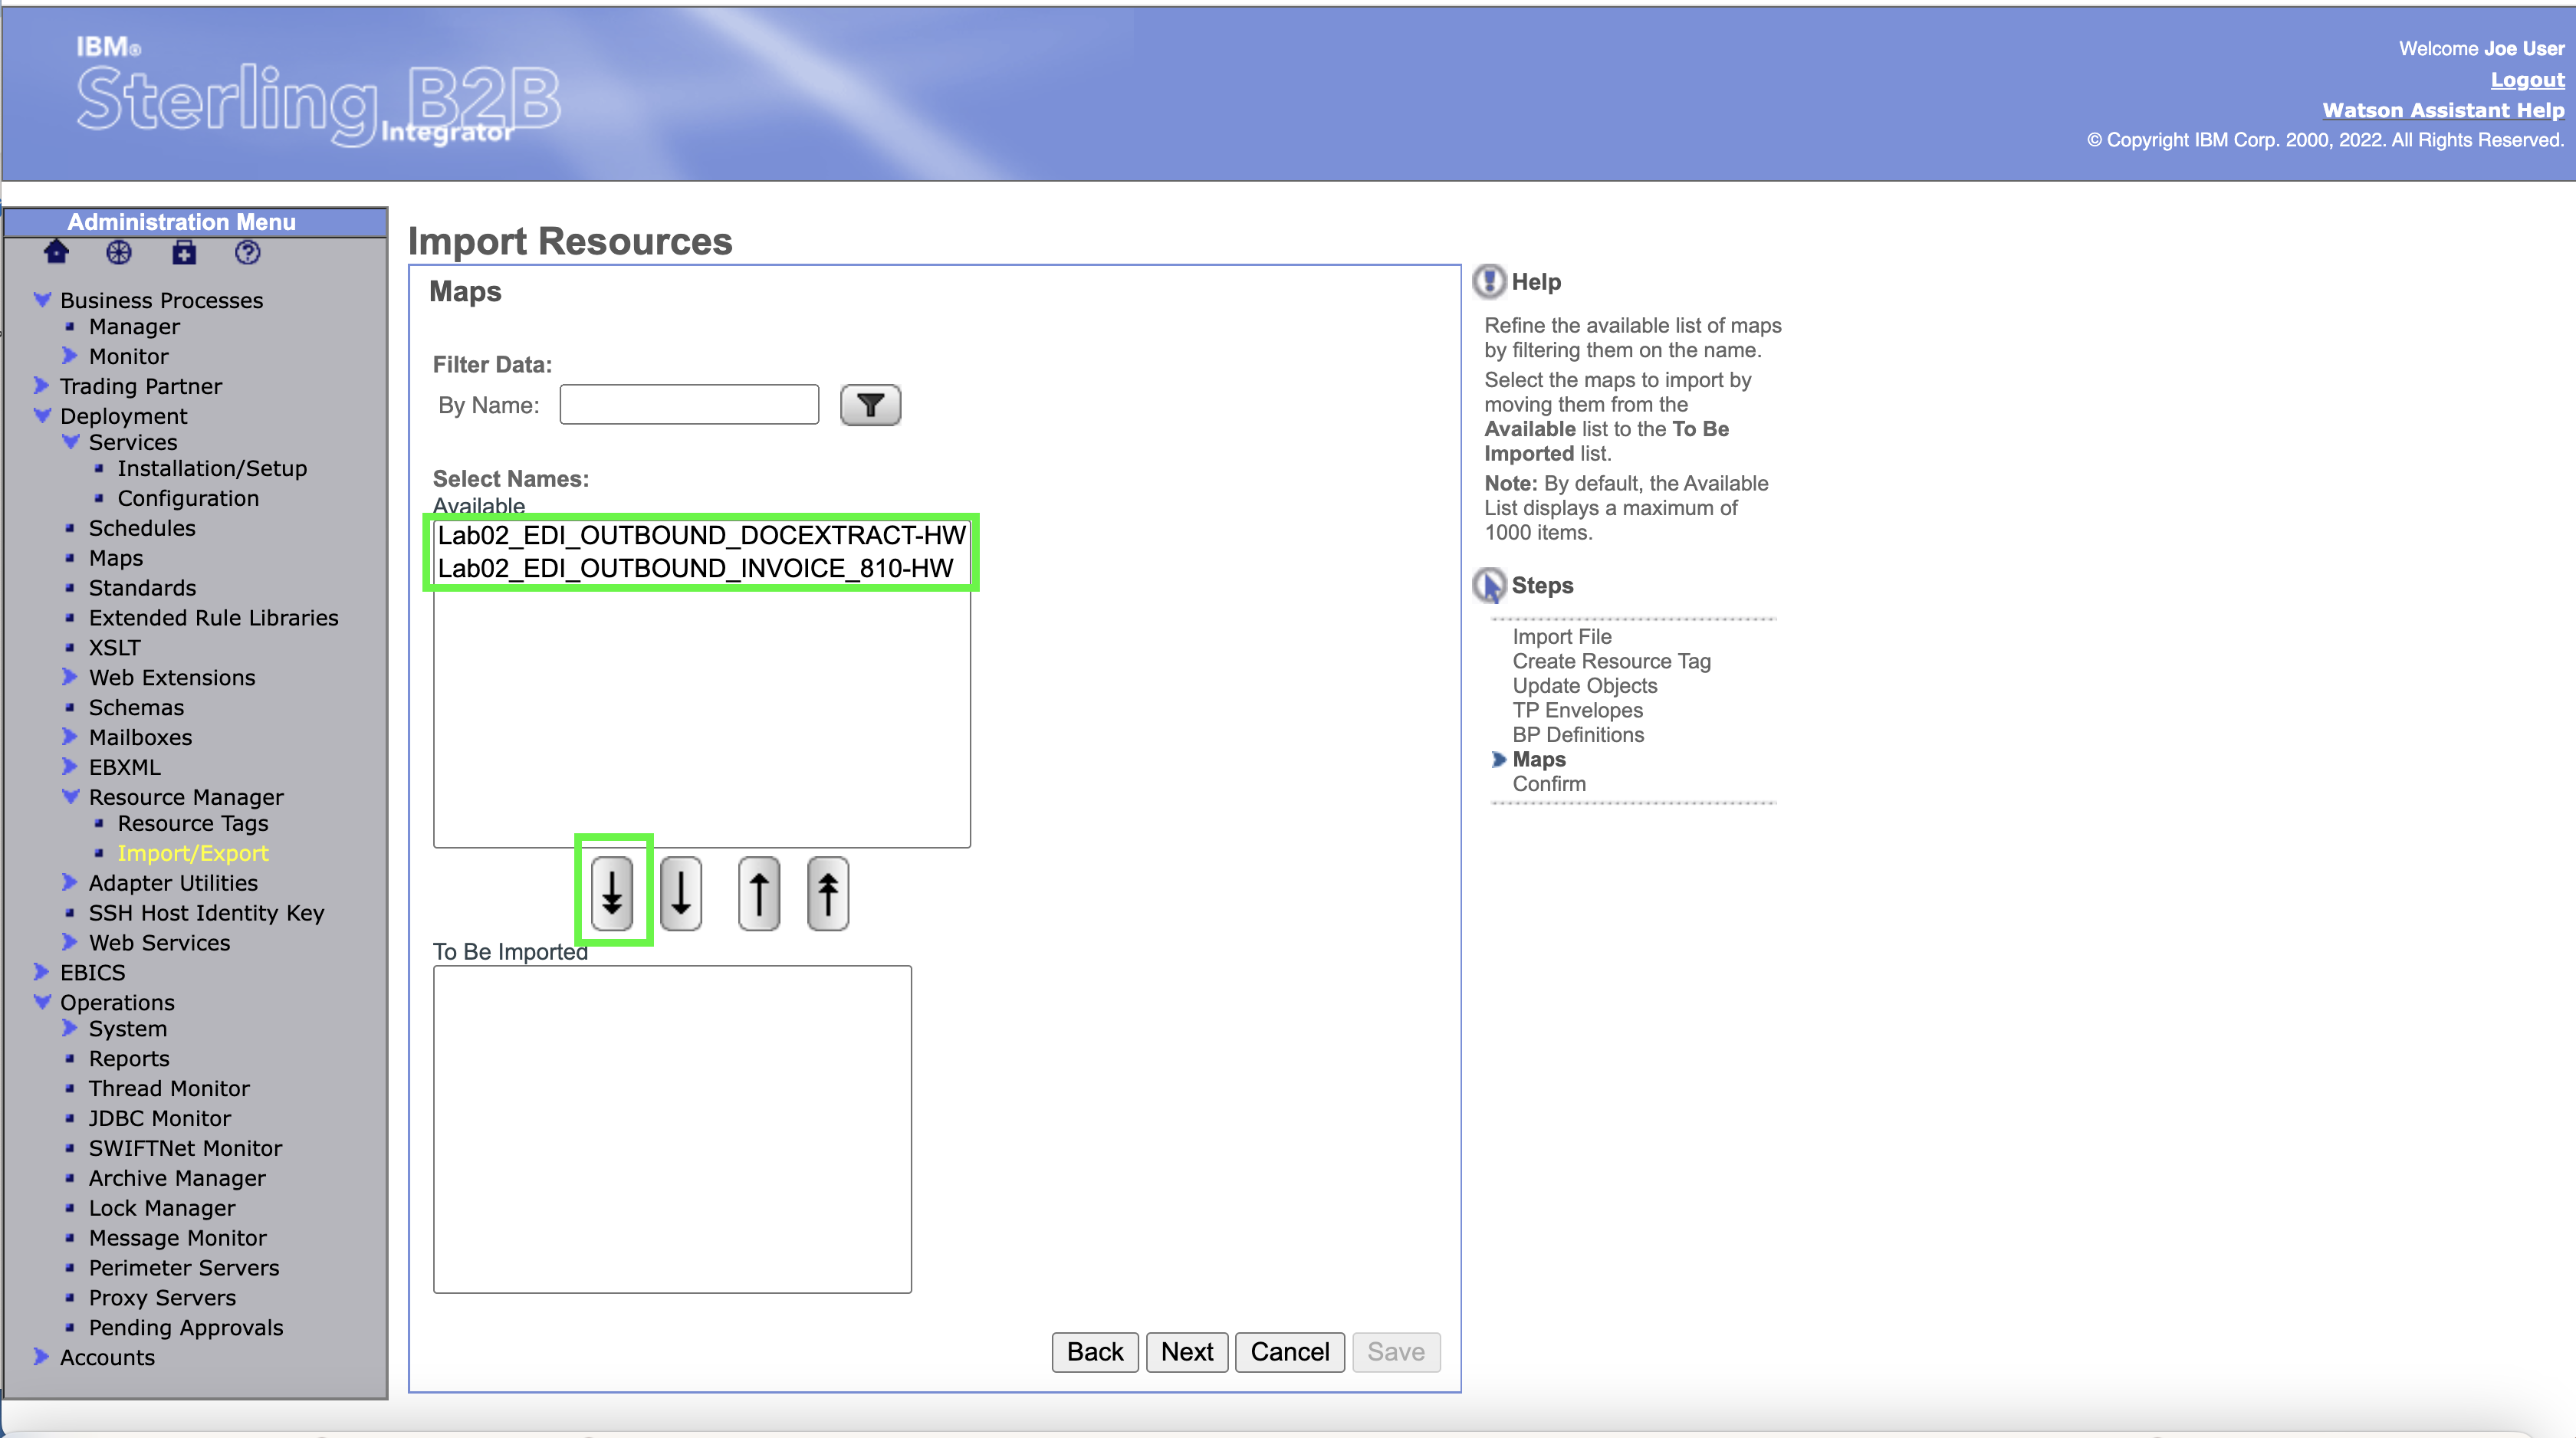 IBM®
Sterling B2B
Integrator
Welcome Joe User
Logout
Watson Assistant Help
© Copyright IBM Corp. 2000, 2022. All Rights Reserved.
Administration Menu
Business Processes
Manager
Monitor
Trading Partner
Deployment
Services
Installation/Setup
Configuration
Schedules
Maps
Standards
Extended Rule Libraries
XSLT
Web Extensions
Schemas
Mailboxes
EBXML
Resource Manager
Resource Tags
Import/Export
Adapter Utilities
SSH Host Identity Key
Web Services
EBICS
Operations
System
Reports
Thread Monitor
JDBC Monitor
SWIFTNet Monitor
Archive Manager
Lock Manager
Message Monitor
Perimeter Servers
Proxy Servers
Pending Approvals
Accounts
Import Resources
Maps
Filter Data:
By Name:
Select Names:
Available
Lab02_EDI_OUTBOUND_DOCEXTRACT-HW
Lab02_EDI_OUTBOUND_INVOICE_810-HW
To Be Imported
Back Next Cancel Save
Help
Refine the available list of maps
by filtering them on the name.
Select the maps to import by
moving them from the
Available list to the To Be
Imported list.
Note: By default, the Available
List displays a maximum of
1000 items.
Steps
Import File
Create Resource Tag
Update Objects
TP Envelopes
BP Definitions
Maps
Confirm